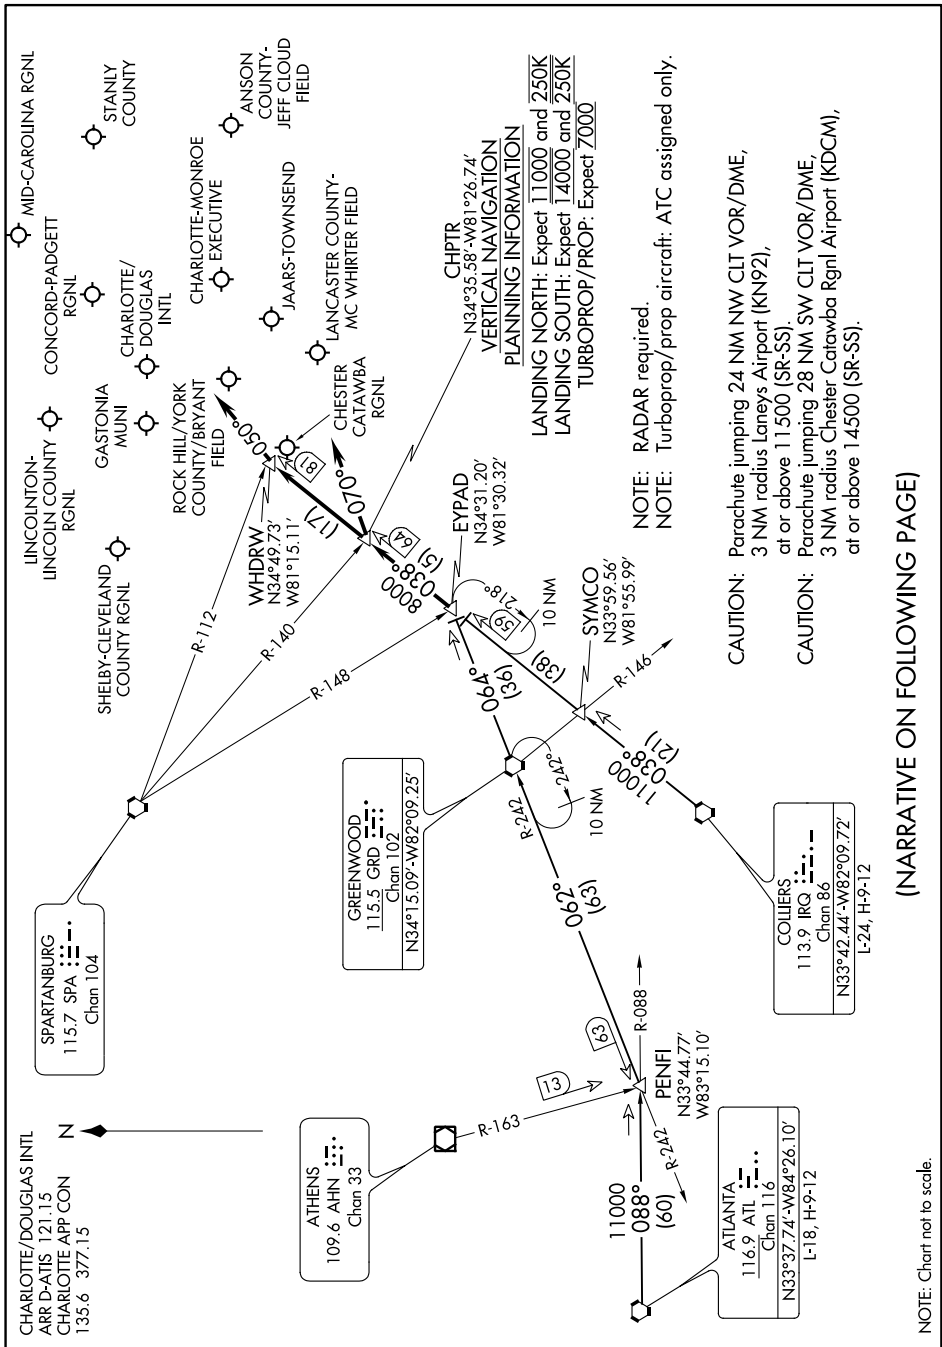 CHARLOTTE/DOUGLAS INTL
ARR D-ATIS 121.15
CHARLOTTE APP CON
135.6 377.15
N
SPARTANBURG
115.7 SPA
Chan 104
ATHENS
109.6 AHN
Chan 33
GREENWOOD
115.5 GRD
Chan 102
N34°15.09'-W82°09.25'
ATLANTA
116.9 ATL
Chan 116
N33°37.74'-W84°26.10'
L-18, H-9-12
COLLIERS
113.9 IRQ
Chan 86
N33°42.44'-W82°09.72'
L-24, H-9-12
LINCOLNTON-
LINCOLN COUNTY
RGNL
SHELBY-CLEVELAND
COUNTY RGNL
GASTONIA
MUNI
CONCORD-PADGETT
RGNL
MID-CAROLINA RGNL
STANLY
COUNTY
CHARLOTTE/
DOUGLAS
INTL
ROCK HILL/YORK
COUNTY/BRYANT
FIELD
CHARLOTTE-MONROE
EXECUTIVE
ANSON
COUNTY-
JEFF CLOUD
FIELD
JAARS-TOWNSEND
LANCASTER COUNTY-
MC WHIRTER FIELD
CHESTER
CATAWBA
RGNL
R-112
R-140
R-148
WHDRW
N34°49.73'
W81°15.11'
050°
81
(17)
070°
64
8000
038°
(5)
CHPTR
N34°35.58'-W81°26.74'
VERTICAL NAVIGATION
PLANNING INFORMATION
LANDING NORTH: Expect 11000 and 250K
LANDING SOUTH: Expect 14000 and 250K
TURBOPROP/PROP: Expect 7000
EYPAD
N34°31.20'
W81°30.32'
218°
10 NM
59
(38)
064°
(36)
SYMCO
N33°59.56'
W81°55.99'
R-146
11000
038°
(21)
R-242
242°
10 NM
062°
(63)
R-163
13
63
R-088
R-242
PENFI
N33°44.77'
W83°15.10'
11000
088°
(60)
NOTE: RADAR required.
NOTE: Turboprop/prop aircraft: ATC assigned only.
CAUTION: Parachute jumping 24 NM NW CLT VOR/DME,
3 NM radius Laneys Airport (KN92),
at or above 11500 (SR-SS).
CAUTION: Parachute jumping 28 NM SW CLT VOR/DME,
3 NM radius Chester Catawba Rgnl Airport (KDCM),
at or above 14500 (SR-SS).
(NARRATIVE ON FOLLOWING PAGE)
NOTE: Chart not to scale.